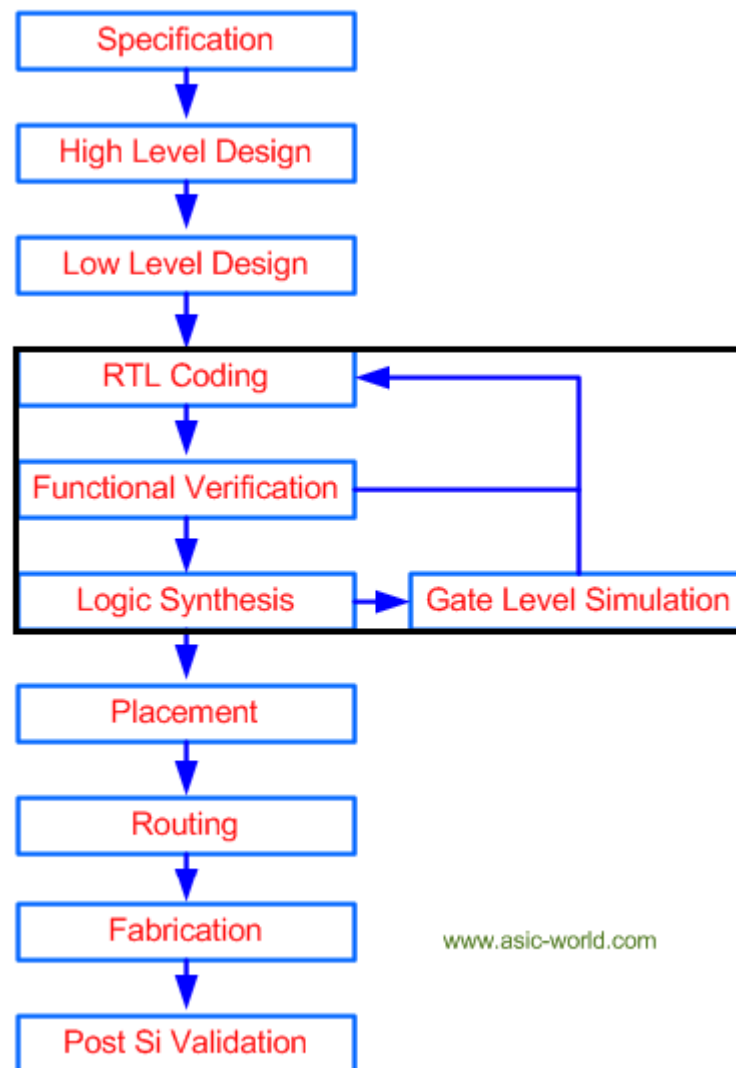 Specification
High Level Design
Low Level Design
RTL Coding
Functional Verification
Logic Synthesis
Gate Level Simulation
Placement
Routing
Fabrication
www.asic-world.com
Post Si Validation